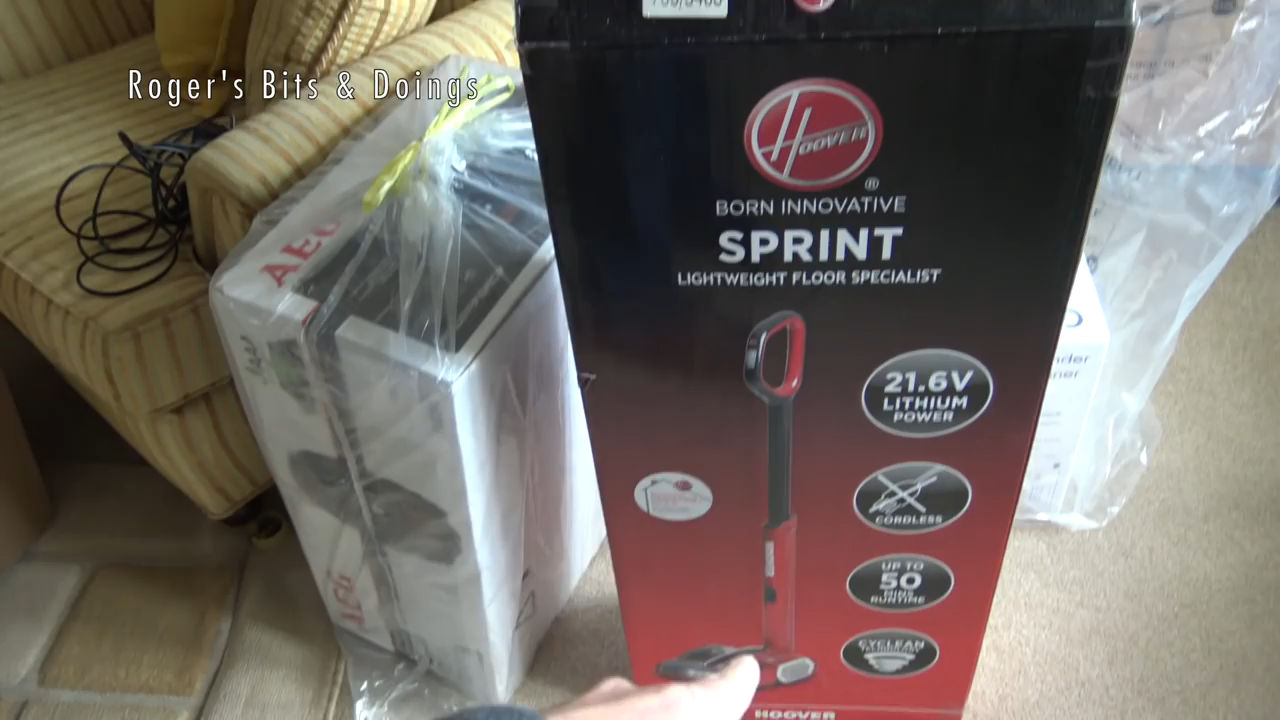 Roger's Bits & Doings
AEG
AEG
HOOVER
®
BORN INNOVATIVE
SPRINT
LIGHTWEIGHT FLOOR SPECIALIST
21.6V
LITHIUM
POWER
CORDLESS
UP TO
50
MINS
RUNTIME
CYCLEAN
HOOVER